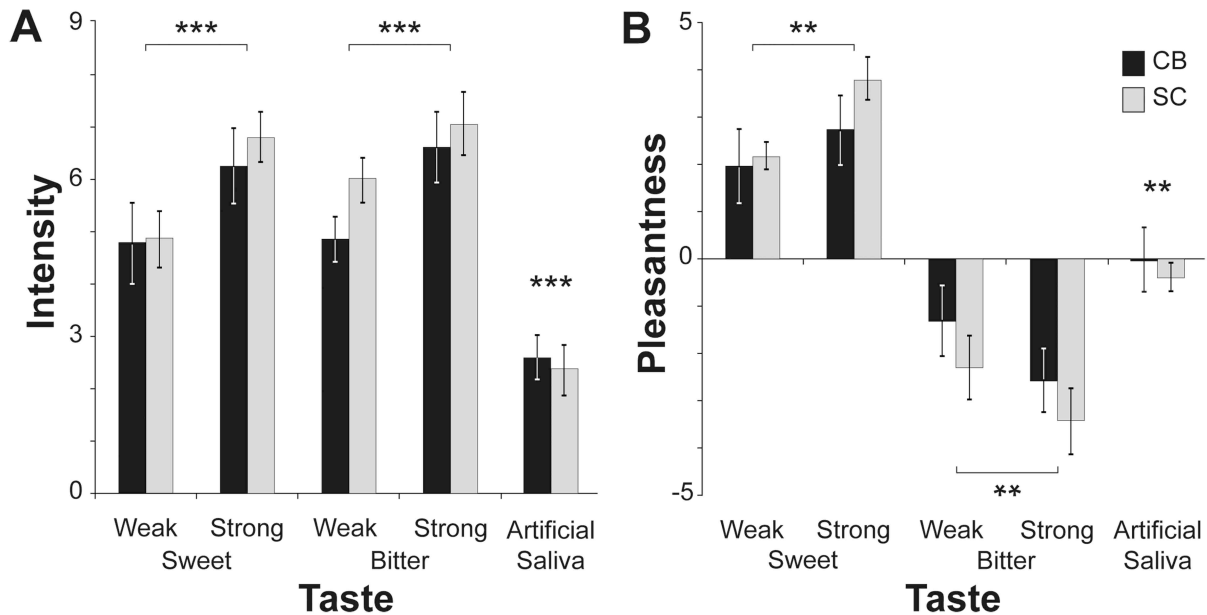 A
Intensity
9
6
3
0
***
***
***
Weak Strong Weak Strong Artificial
Sweet Bitter Saliva
Taste
B
Pleasantness
5
0
-5
**
**
**
CB
SC
Weak Strong Weak Strong Artificial
Sweet Bitter Saliva
Taste